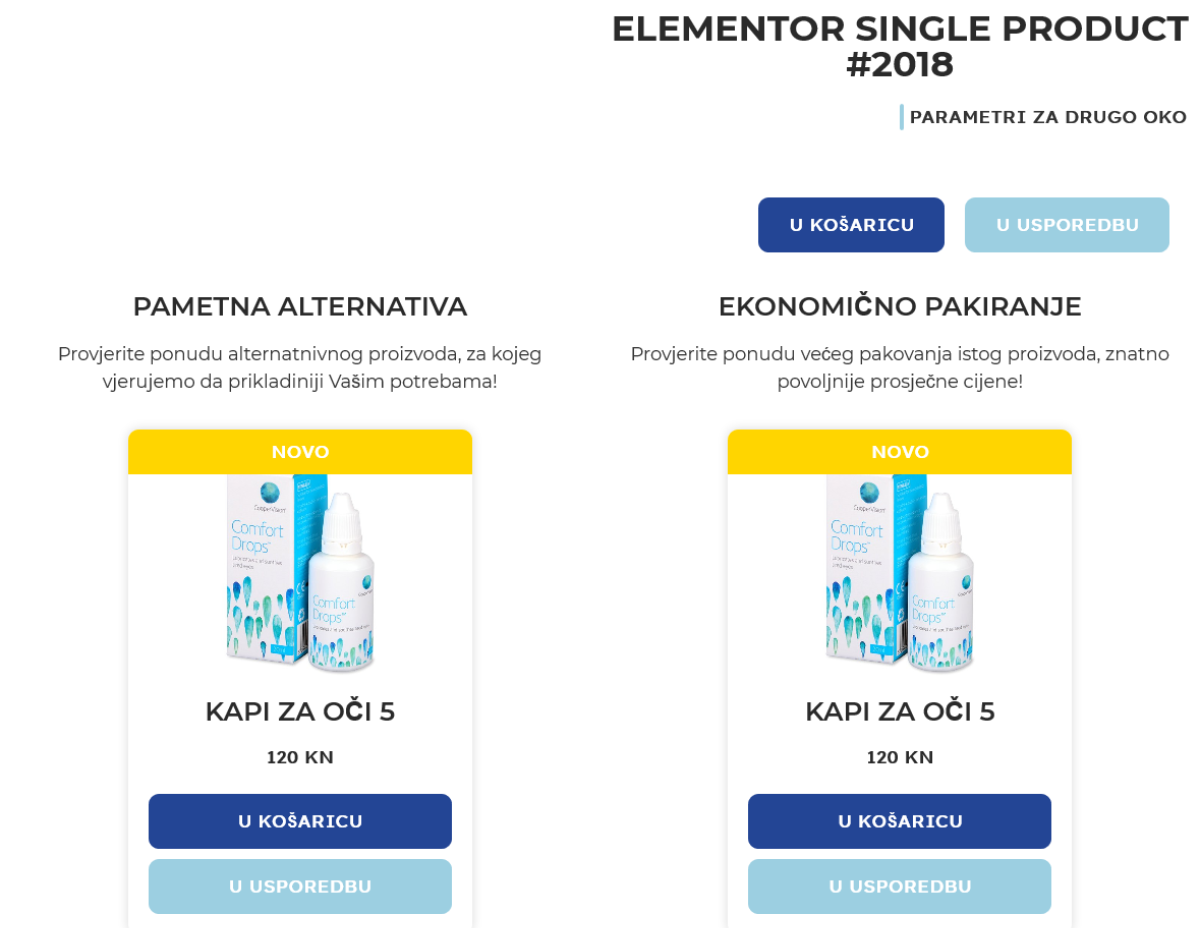 ELEMENTOR SINGLE PRODUCT
#2018
PARAMETRI ZA DRUGO OKO
U KOŠARICU
U USPOREDBU
PAMETNA ALTERNATIVA
Provjerite ponudu alternatnivnog proizvoda, za kojeg
vjerujemo da prikladiniji Vašim potrebama!
NOVO
CooperVision
Comfort
Drops
Comfort
Drops
KAPI ZA OČI 5
120 KN
U KOŠARICU
U USPOREDBU
EKONOMIČNO PAKIRANJE
Provjerite ponudu većeg pakovanja istog proizvoda, znatno
povoljnije prosječne cijene!
NOVO
CooperVision
Comfort
Drops
Comfort
Drops
KAPI ZA OČI 5
120 KN
U KOŠARICU
U USPOREDBU